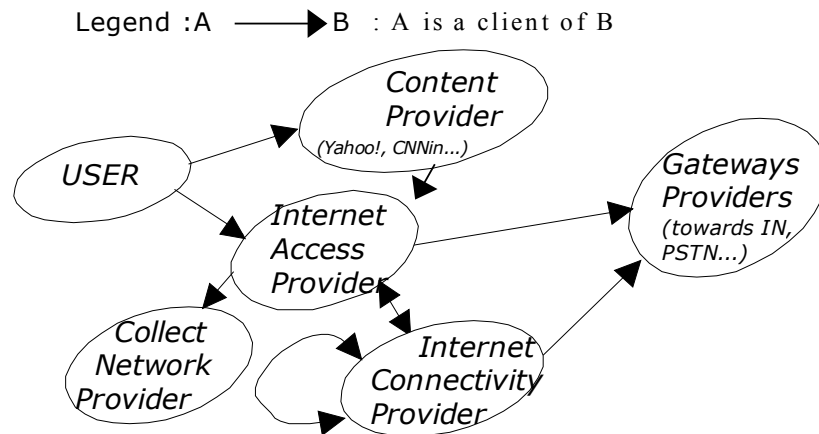 Legend :A B : A is a client of B
Content
Provider
(Yahoo!, CNNin...)
USER
Gateways
Providers
(towards IN,
PSTN...)
Internet
Access
Provider
Collect
Network
Provider
Internet
Connectivity
Provider